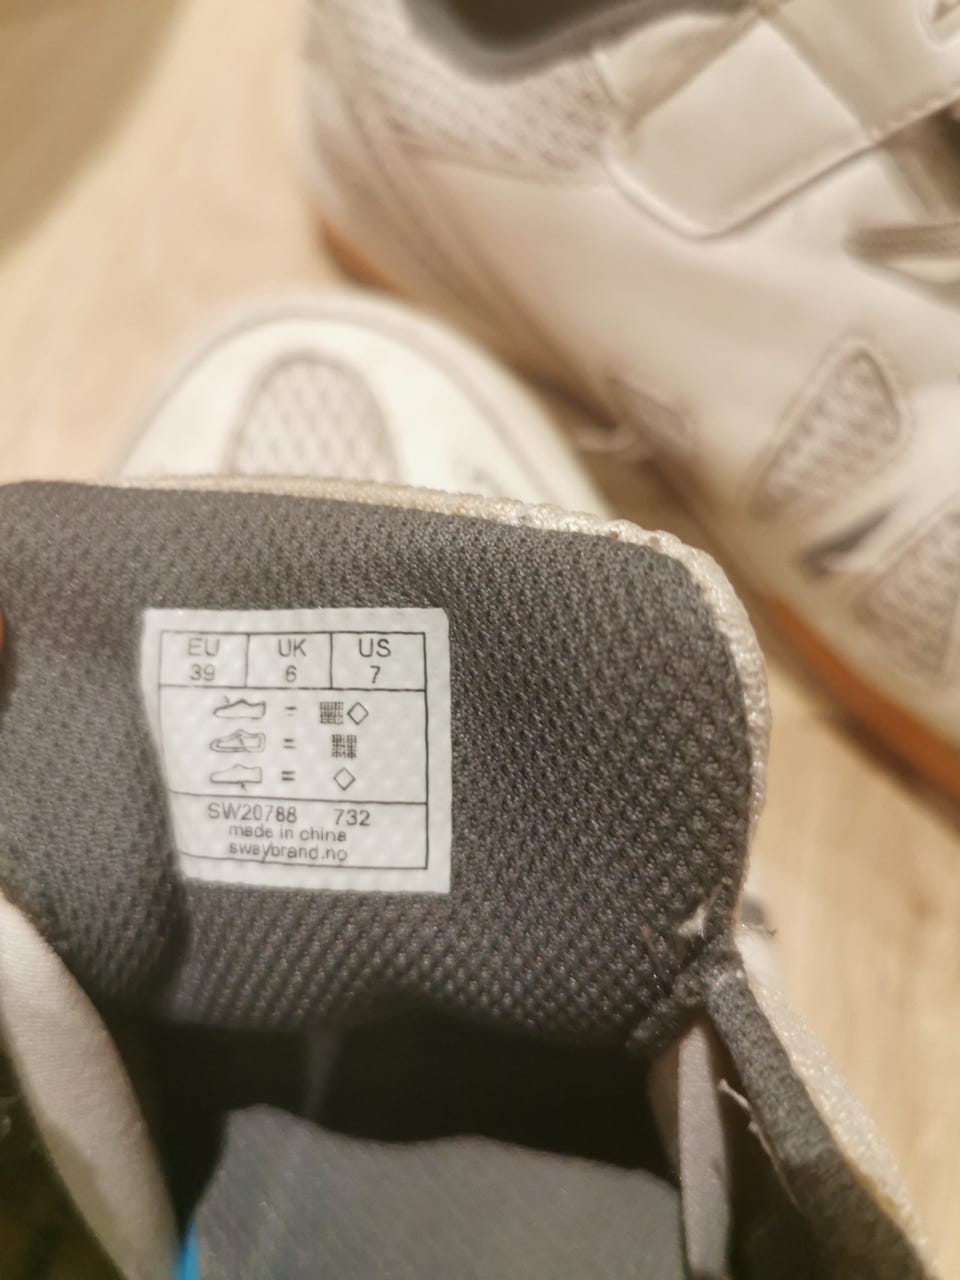 EU UK US
39 6 7
=
=
=
SW20788 732
made in china
swaybrand.no